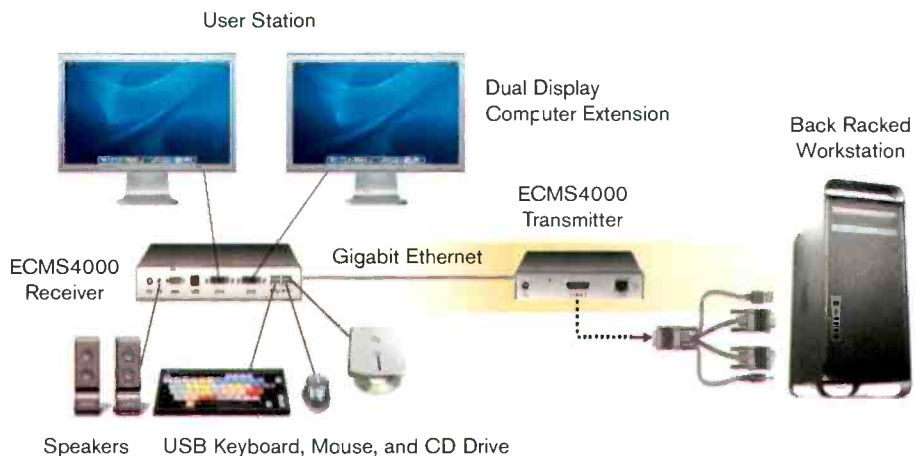 User Station
Dual Display
Computer Extension
Back Racked
Workstation
ECMS4000
Transmitter
Gigabit Ethernet
ECMS4000
Receiver
Speakers
USB Keyboard, Mouse, and CD Drive